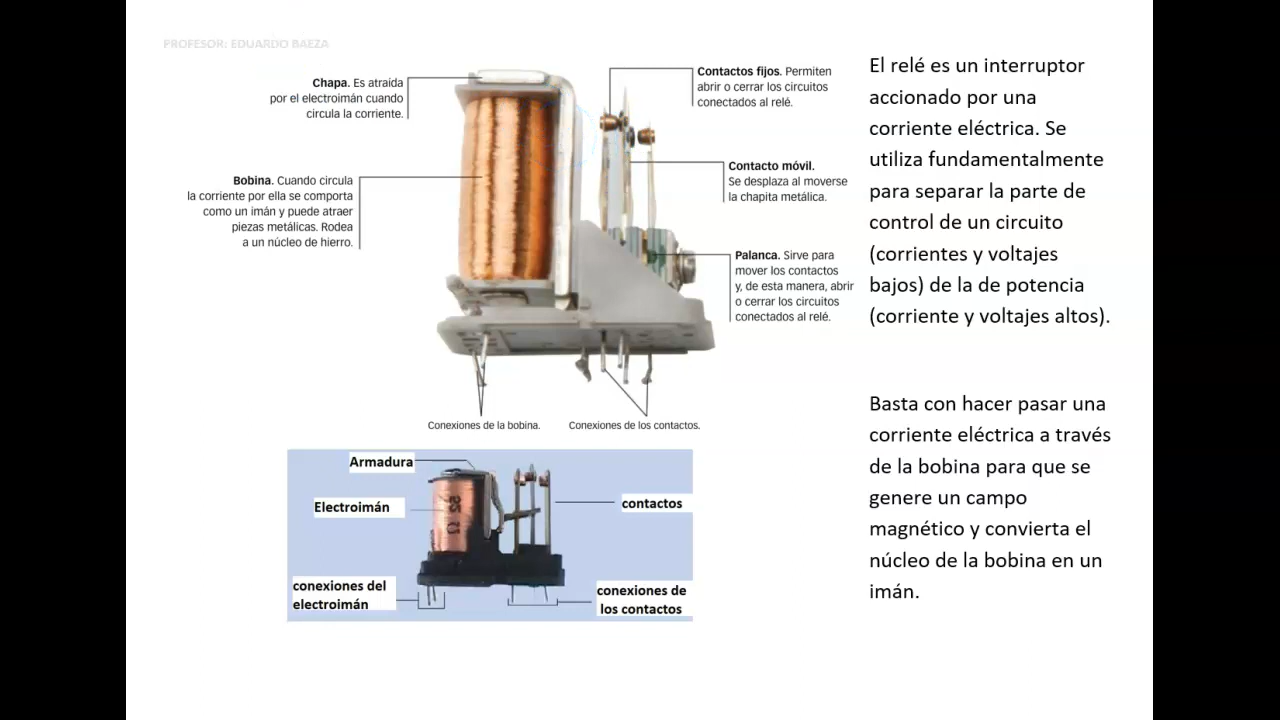 PROFESOR: EDUARDO BAEZA
Chapa. Es atraída
por el electroimán cuando
circula la corriente.
Bobina. Cuando circula
la corriente por ella se comporta
como un imán y puede atraer
piezas metálicas. Rodea
a un núcleo de hierro.
Contactos fijos. Permiten
abrir o cerrar los circuitos
conectados al relé.
Contacto móvil.
Se desplaza al moverse
la chapita metálica.
Palanca. Sirve para
mover los contactos
y, de esta manera, abrir
o cerrar los circuitos
conectados al relé.
Conexiones de la bobina.
Conexiones de los contactos.
Armadura
Electroimán
contactos
conexiones del
electroimán
conexiones de
los contactos
El relé es un interruptor
accionado por una
corriente eléctrica. Se
utiliza fundamentalmente
para separar la parte de
control de un circuito
(corrientes y voltajes
bajos) de la de potencia
(corriente y voltajes altos).
Basta con hacer pasar una
corriente eléctrica a través
de la bobina para que se
genere un campo
magnético y convierta el
núcleo de la bobina en un
imán.